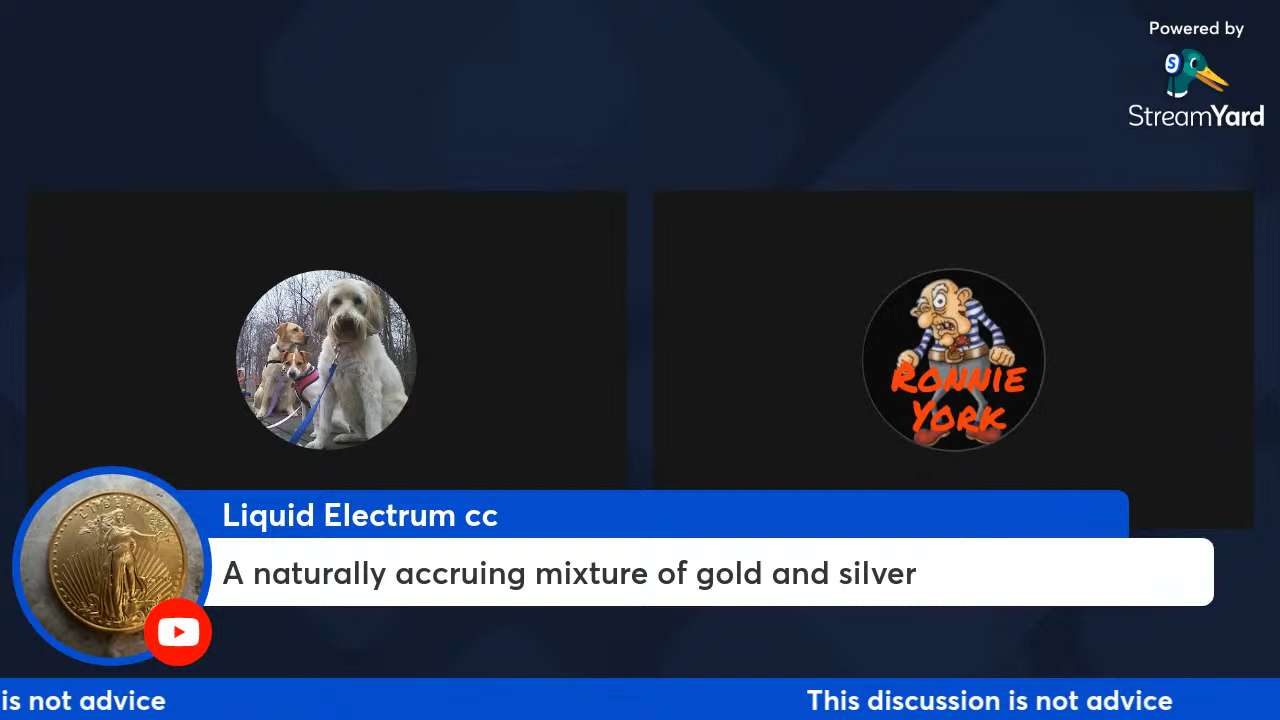 Powered by
S
StreamYard
RONNIE
YORK
LIBERTY
Liquid Electrum cc
A naturally accruing mixture of gold and silver
is not advice
This discussion is not advice